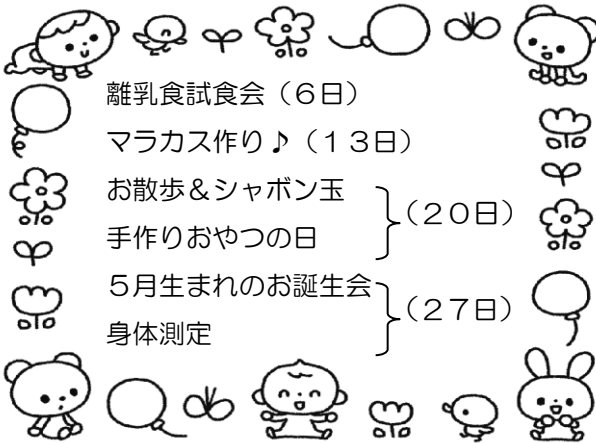 離乳食試食会（６日）
マラカス作り♪（１３日）
お散歩＆シャボン玉
手作りおやつの日
（２０日）
５月生まれのお誕生会
身体測定
（２７日）